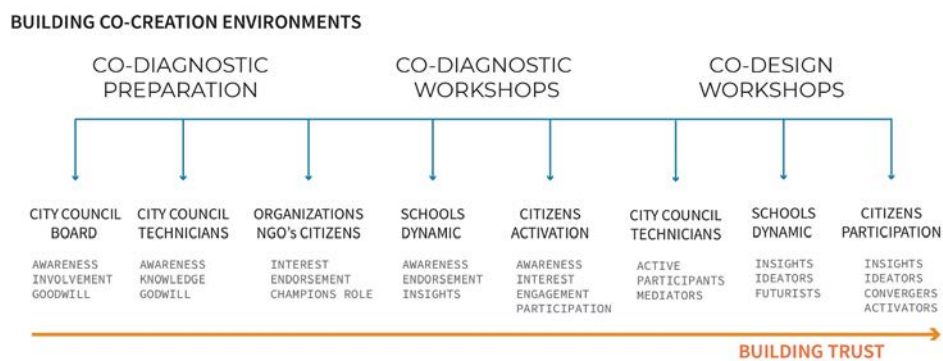 BUILDING CO-CREATION ENVIRONMENTS
CO-DIAGNOSTIC
PREPARATION
CO-DIAGNOSTIC
WORKSHOPS
CO-DESIGN
WORKSHOPS
CITY COUNCIL
BOARD
AWARENESS
INVOLVEMENT
GOODWILL
CITY COUNCIL
TECHNICIANS
AWARENESS
KNOWLEDGE
GODWILL
ORGANIZATIONS
NGO's CITIZENS
INTEREST
ENDORSEMENT
CHAMPIONS ROLE
SCHOOLS
DYNAMIC
AWARENESS
ENDORSEMENT
INSIGHTS
CITIZENS
ACTIVATION
AWARENESS
INTEREST
ENGAGEMENT
PARTICIPATION
CITY COUNCIL
TECHNICIANS
ACTIVE
PARTICIPANTS
MEDIATORS
SCHOOLS
DYNAMIC
INSIGHTS
IDEATORS
FUTURISTS
CITIZENS
PARTICIPATION
INSIGHTS
IDEATORS
CONVERGERS
ACTIVATORS
BUILDING TRUST